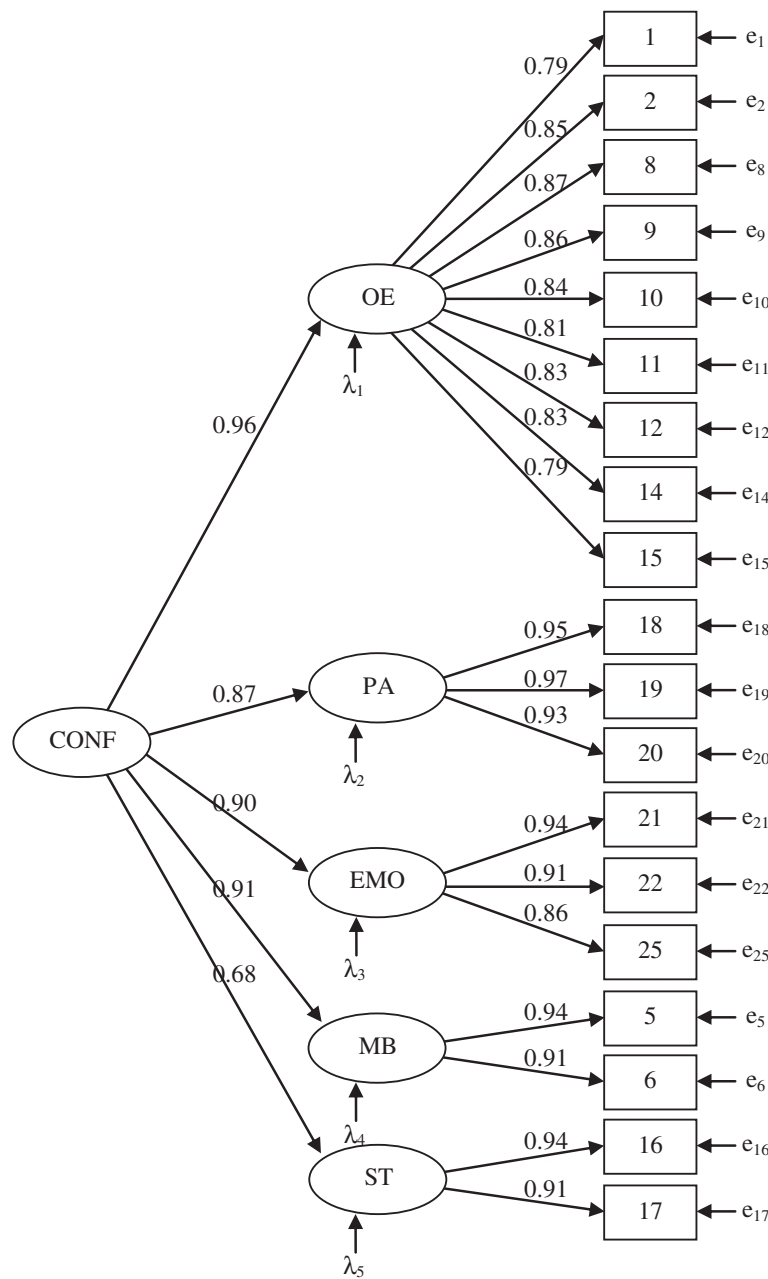 1 e₁
0.79
2 e₂
0.85
8 e₈
0.87
9 e₉
0.86
OE 0.84 10 e₁₀
0.81
11 e₁₁
0.83
λ₁
12 e₁₂
0.83
0.96
0.79
14 e₁₄
15 e₁₅
18 e₁₈
0.95
PA 0.97 19 e₁₉
0.87
0.93
CONF
20 e₂₀
λ₂
0.90
21 e₂₁
0.94
EMO 0.91 22 e₂₂
0.91
0.86
25 e₂₅
λ₃
0.68
0.94 5 e₅
MB
0.91
6 e₆
λ₄
0.94 16 e₁₆
ST
0.91
17 e₁₇
λ₅